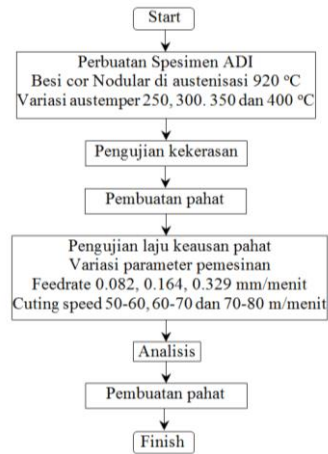 Start
Perbuatan Spesimen ADI
Besi cor Nodular di austenisasi 920 °C
Variasi austemper 250, 300. 350 dan 400 °C
Pengujian kekerasan
Pembuatan pahat
Pengujian laju keausan pahat
Variasi parameter pemesinan
Feedrate 0.082, 0.164, 0.329 mm/menit
Cuting speed 50-60, 60-70 dan 70-80 m/menit
Analisis
Pembuatan pahat
Finish